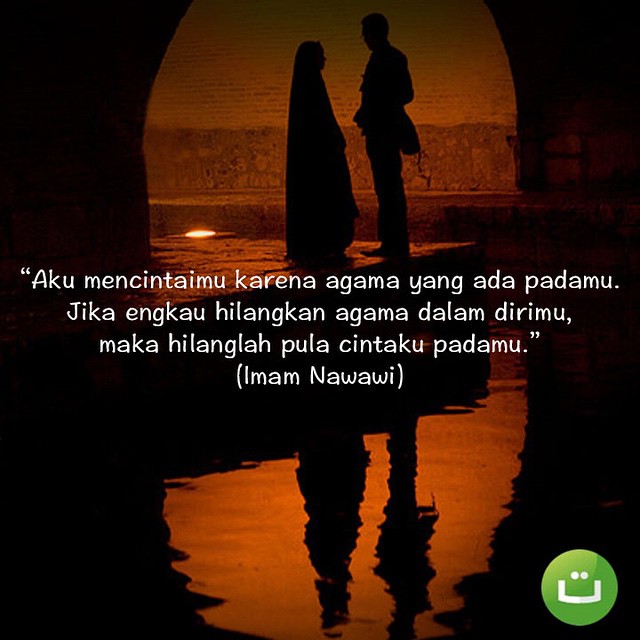 “Aku mencintaimu karena agama yang ada padamu.
Jika engkau hilangkan agama dalam dirimu,
maka hilanglah pula cintaku padamu.”
(Imam Nawawi)